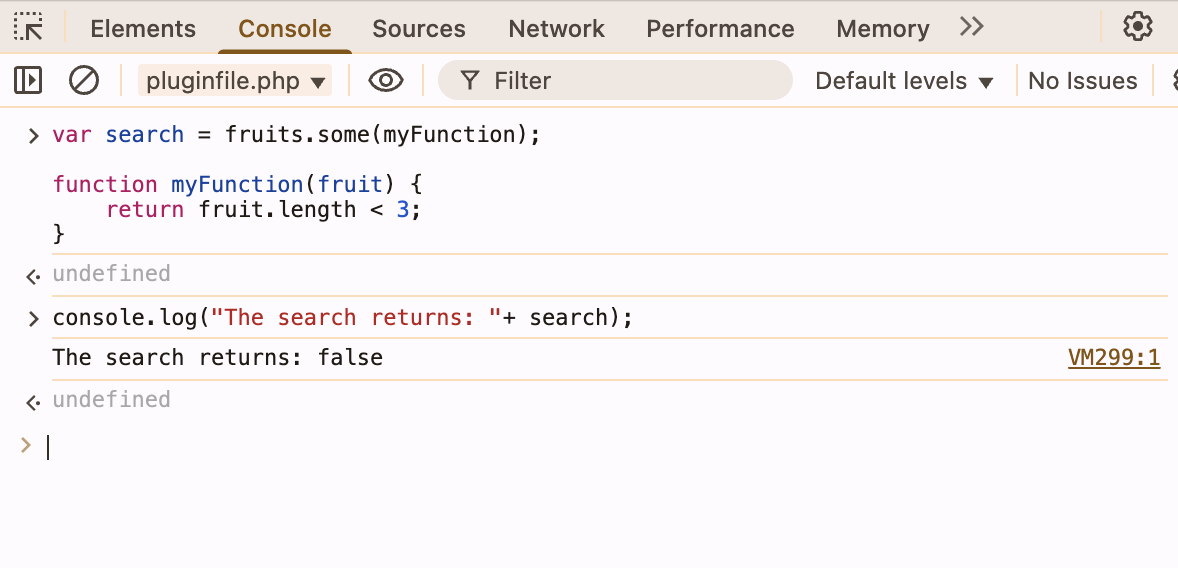 Elements Console Sources Network Performance Memory
pluginfile.php Filter Default levels No Issues
var search = fruits.some(myFunction);
function myFunction(fruit) {
return fruit.length < 3;
}
undefined
console.log("The search returns: "+ search);
The search returns: false VM299:1
undefined